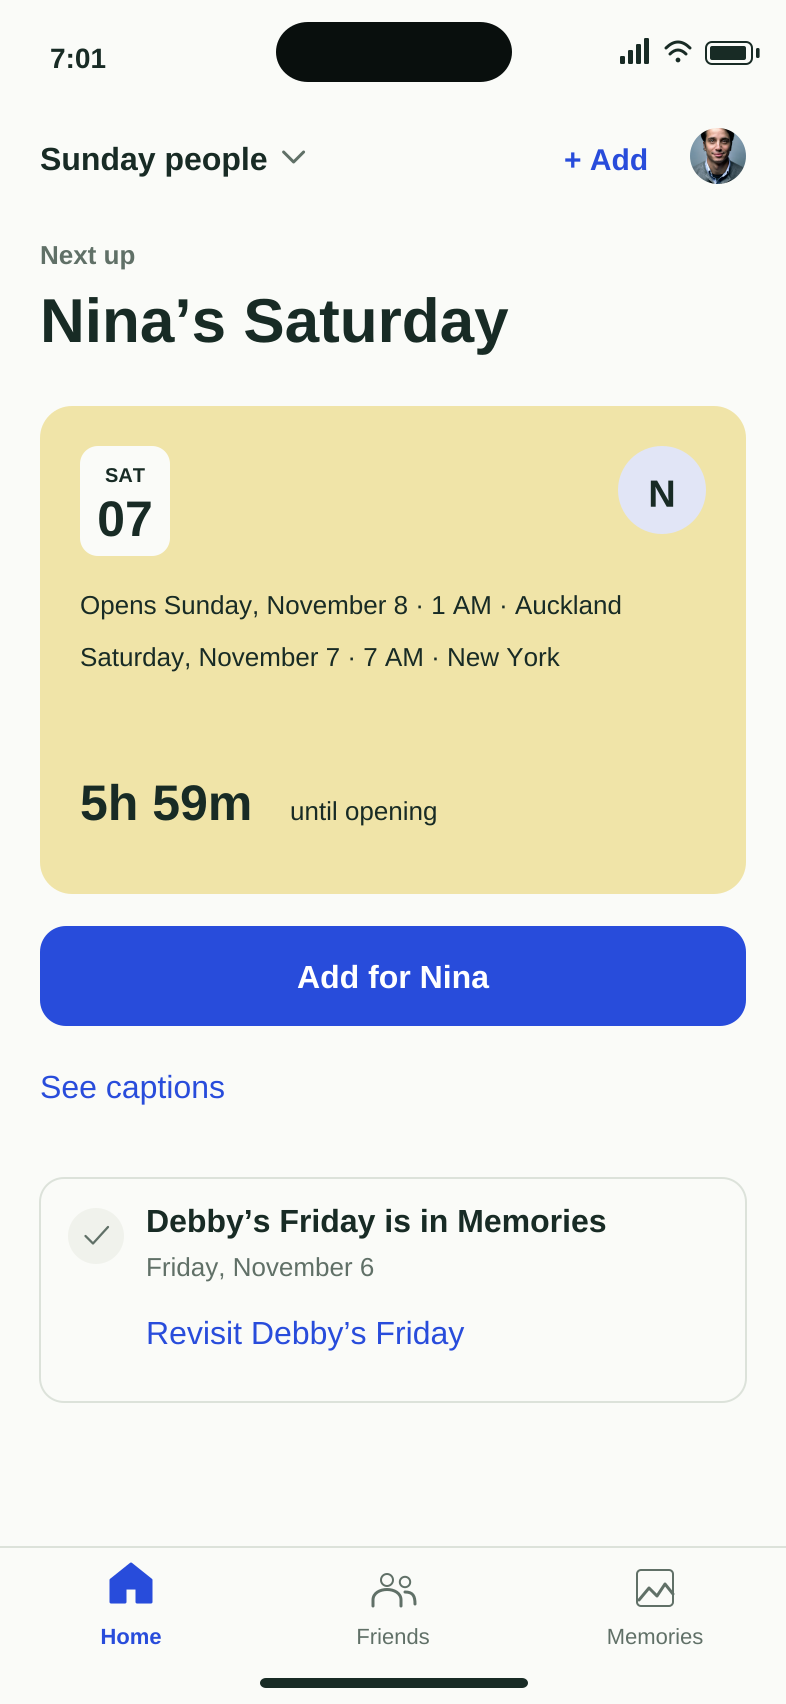 7:01
Sunday people
+ Add
Next up
Nina’s Saturday
SAT
07
N
Opens Sunday, November 8 · 1 AM · Auckland
Saturday, November 7 · 7 AM · New York
5h 59m until opening
Add for Nina
See captions
Debby’s Friday is in Memories
Friday, November 6
Revisit Debby’s Friday
Home
Friends
Memories